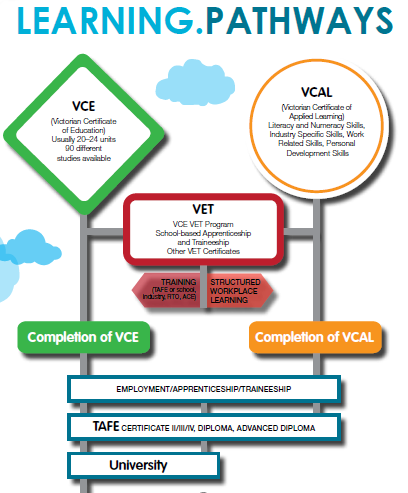 LEARNING.PATHWAYS
VCE
(Victorian Certificate
of Education)
Usually 20–24 units
90 different
studies available
VCAL
(Victorian Certificate of
Applied Learning)
Literacy and Numeracy Skills,
Industry Specific Skills, Work
Related Skills, Personal
Development Skills
VET
VCE VET Program
School-based Apprenticeship
and Traineeship
Other VET Certificates
TRAINING
(TAFE or school,
Industry, RTO, ACE)
STRUCTURED
WORKPLACE
LEARNING
Completion of VCE
Completion of VCAL
EMPLOYMENT/APPRENTICESHIP/TRAINEESHIP
TAFE CERTIFICATE II/III/IV, DIPLOMA, ADVANCED DIPLOMA
University